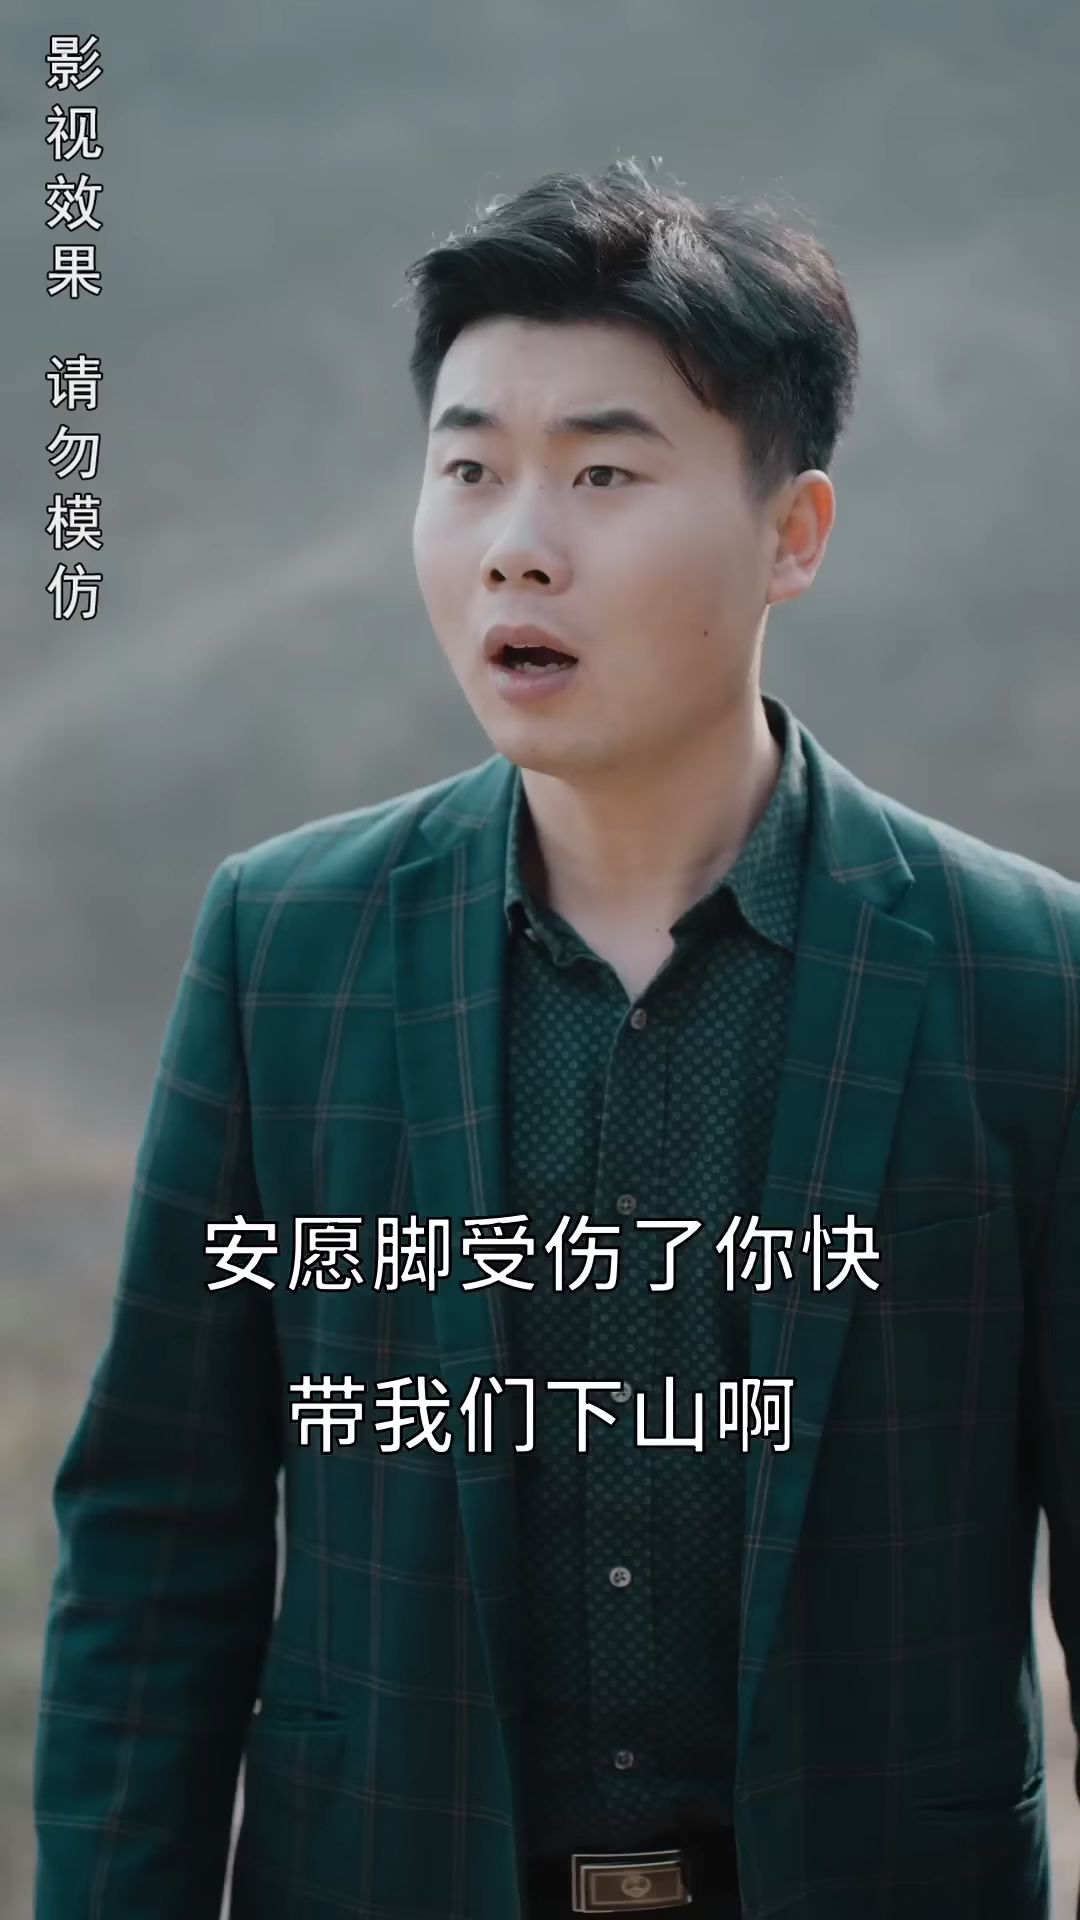 影视效果 请勿模仿
安愿脚受伤了你快
带我们下山啊